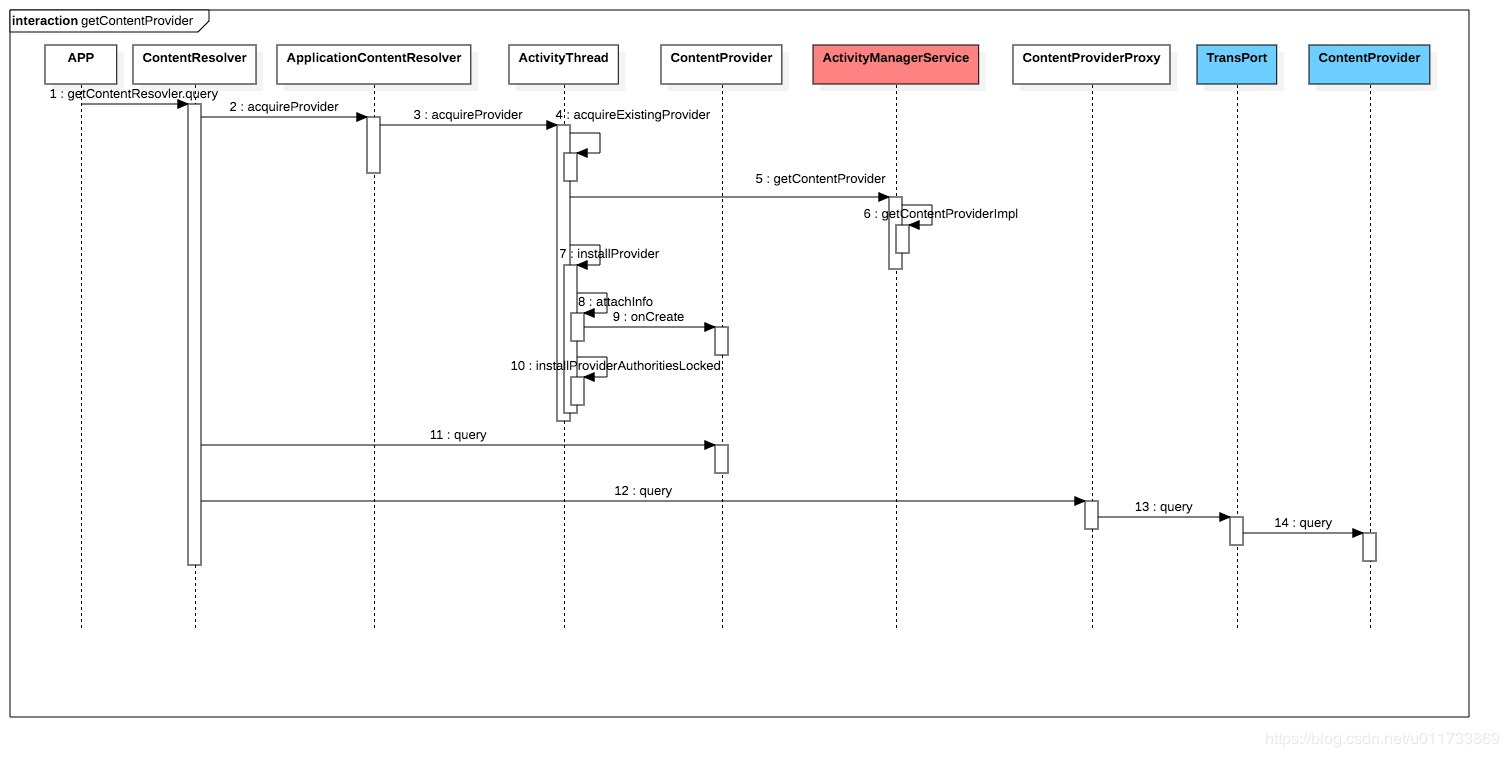 interaction getContentProvider
APP
ContentResolver
ApplicationContentResolver
ActivityThread
ContentProvider
ActivityManagerService
ContentProviderProxy
TransPort
ContentProvider
1 : getContentResovler.query
2 : acquireProvider
3 : acquireProvider
4 : acquireExistingProvider
5 : getContentProvider
6 : getContentProviderImpl
7 : installProvider
8 : attachInfo
9 : onCreate
10 : installProviderAuthoritiesLocked
11 : query
12 : query
13 : query
14 : query
https://blog.csdn.net/u011733869